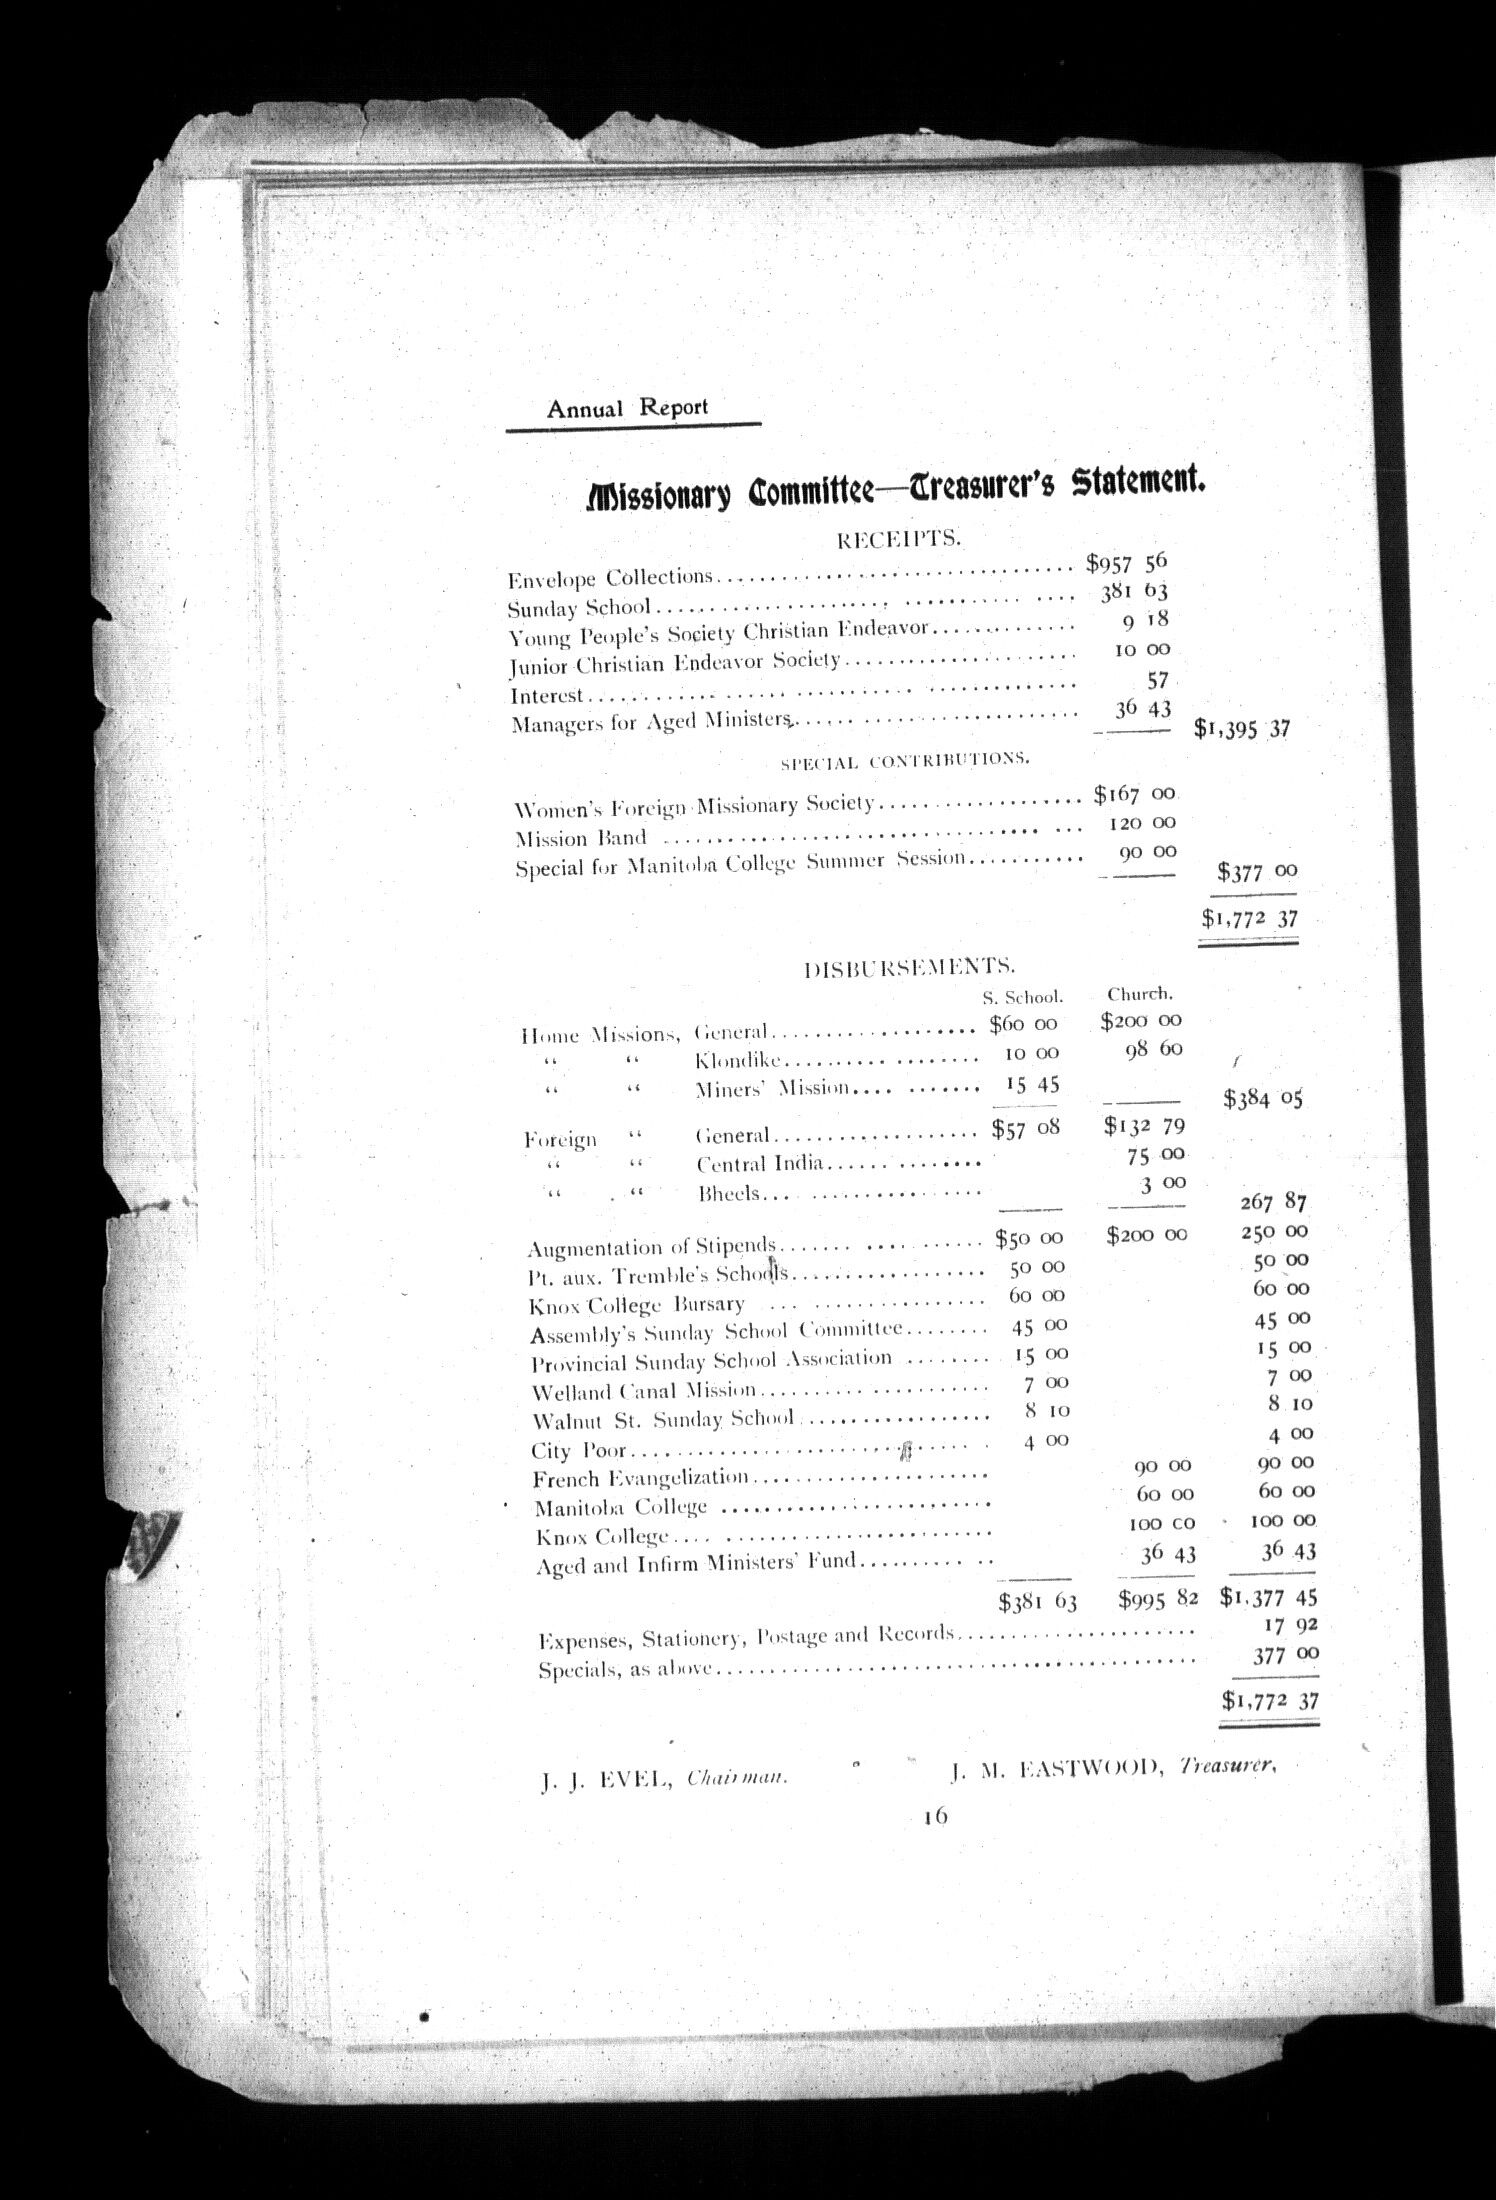 Annual Report
Missionary Committee—Treasurer's Statement.
RECEIPTS.
Envelope Collections................................ $957 56
Sunday School................................ 381 63
Young People's Society Christian Endeavor.............. 9 18
Junior Christian Endeavor Society...................... 10 00
Interest................................ 57
Managers for Aged Ministers........................... 36 43
$1,395 37
SPECIAL CONTRIBUTIONS.
Women's Foreign Missionary Society................... $167 00
Mission Band ................................ 120 00
Special for Manitoba College Summer Session........... 90 00
$377 00
$1,772 37
DISBURSEMENTS.
S. School. Church.
Home Missions, General................... $60 00 $200 00
“ “ Klondike.................. 10 00 98 60
“ “ Miners' Mission.... ....... 15 45
$384 05
Foreign “ General................... $57 08 $132 79
“ “ Central India...... ........ 75 00
“ “ Bheels... ................ 3 00
267 87
Augmentation of Stipends....... .... ........... $50 00 $200 00 250 00
Pt. aux. Tremble's Schools.................. 50 00 50 00
Knox College Bursary ... ................ 60 00 60 00
Assembly's Sunday School Committee........ 45 00 45 00
Provincial Sunday School Association ........ 15 00 15 00
Welland Canal Mission...................... 7 00 7 00
Walnut St. Sunday School.................. 8 10 8 10
City Poor................................ 4 00 4 00
French Evangelization...................... 90 00 90 00
Manitoba College ......................... 60 00 60 00
Knox College.... ......................... 100 00 100 00
Aged and Infirm Ministers' Fund.......... .. 36 43 36 43
$381 63 $995 82 $1,377 45
Expenses, Stationery, Postage and Records....................... 17 92
Specials, as above............................................. 377 00
$1,772 37
J. J. EVEL, Chairman. J. M. EASTWOOD, Treasurer,
16